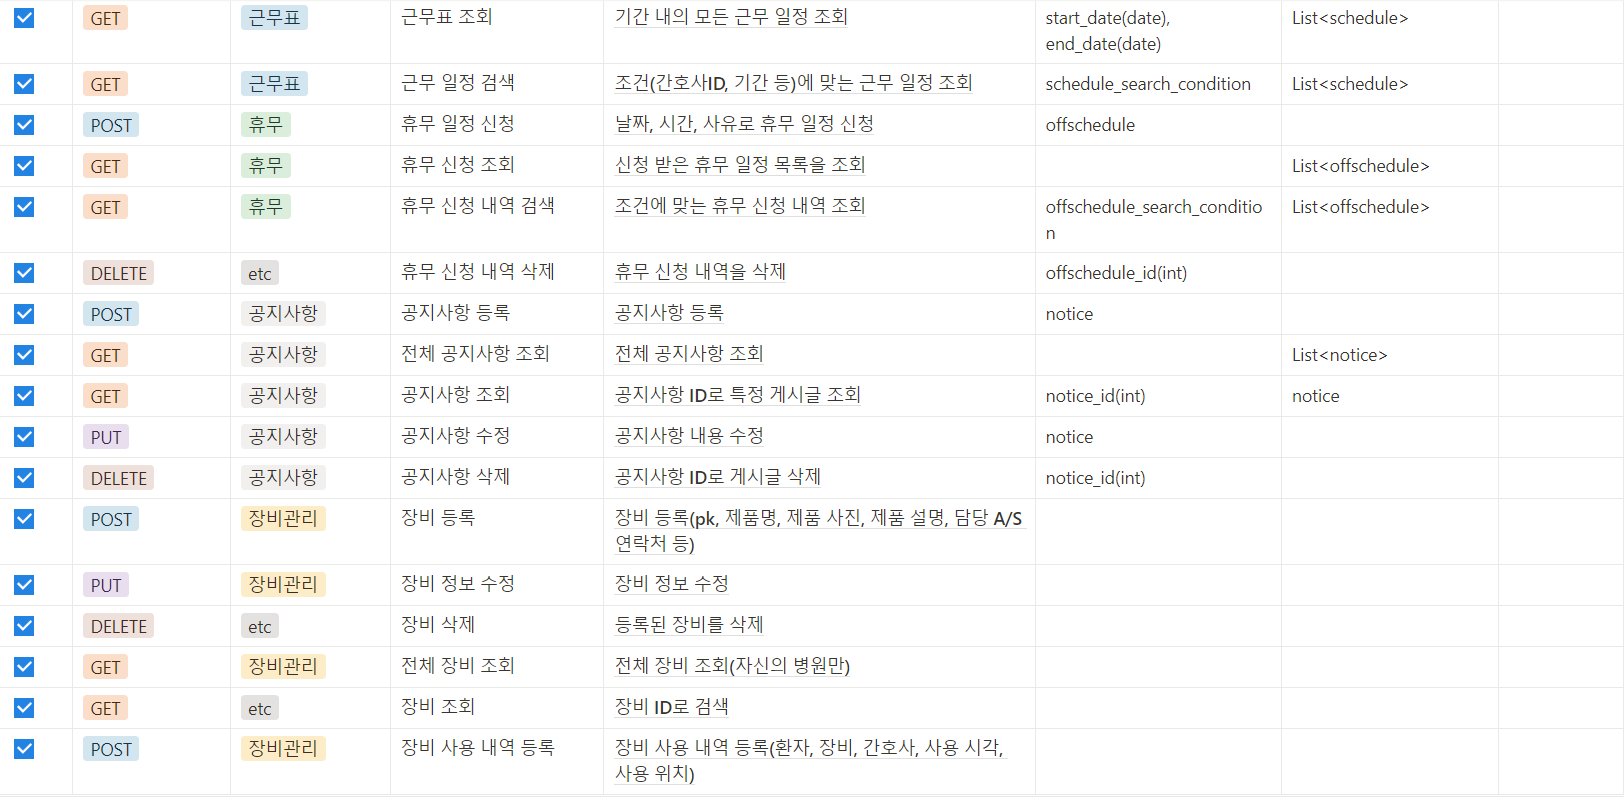 GET 근무표 근무표 조회 기간 내의 모든 근무 일정 조회 start_date(date), List<schedule>
end_date(date)
GET 근무표 근무 일정 검색 조건(간호사ID, 기간 등)에 맞는 근무 일정 조회 schedule_search_condition List<schedule>
POST 휴무 휴무 일정 신청 날짜, 시간, 사유로 휴무 일정 신청 offschedule
GET 휴무 휴무 신청 조회 신청 받은 휴무 일정 목록을 조회 List<offschedule>
GET 휴무 휴무 신청 내역 검색 조건에 맞는 휴무 신청 내역 조회 offschedule_search_conditio List<offschedule>
n
DELETE etc 휴무 신청 내역 삭제 휴무 신청 내역을 삭제 offschedule_id(int)
POST 공지사항 공지사항 등록 공지사항 등록 notice
GET 공지사항 전체 공지사항 조회 전체 공지사항 조회 List<notice>
GET 공지사항 공지사항 조회 공지사항 ID로 특정 게시글 조회 notice_id(int) notice
PUT 공지사항 공지사항 수정 공지사항 내용 수정 notice
DELETE 공지사항 공지사항 삭제 공지사항 ID로 게시글 삭제 notice_id(int)
POST 장비관리 장비 등록 장비 등록(pk, 제품명, 제품 사진, 제품 설명, 담당 A/S
연락처 등)
PUT 장비관리 장비 정보 수정 장비 정보 수정
DELETE etc 장비 삭제 등록된 장비를 삭제
GET 장비관리 전체 장비 조회 전체 장비 조회(자신의 병원만)
GET etc 장비 조회 장비 ID로 검색
POST 장비관리 장비 사용 내역 등록 장비 사용 내역 등록(환자, 장비, 간호사, 사용 시각,
사용 위치)